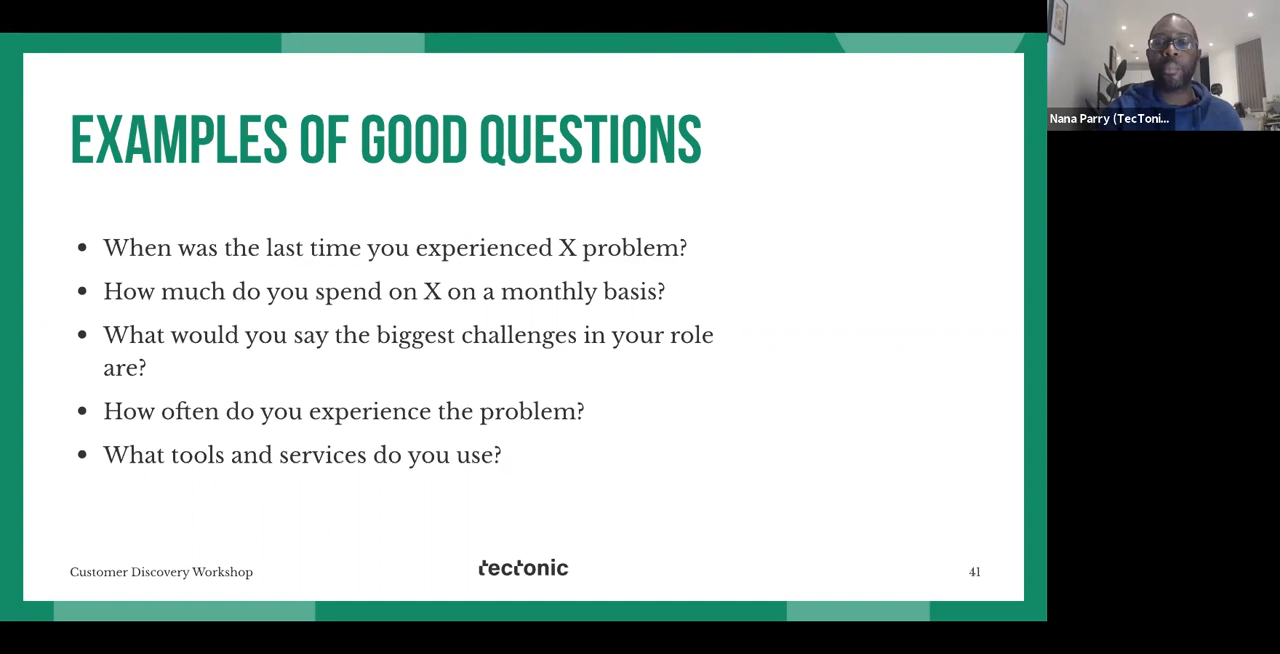 EXAMPLES OF GOOD QUESTIONS
• When was the last time you experienced X problem?
• How much do you spend on X on a monthly basis?
• What would you say the biggest challenges in your role
are?
• How often do you experience the problem?
• What tools and services do you use?
Customer Discovery Workshop
tectonic
41
Nana Parry (TecToni...